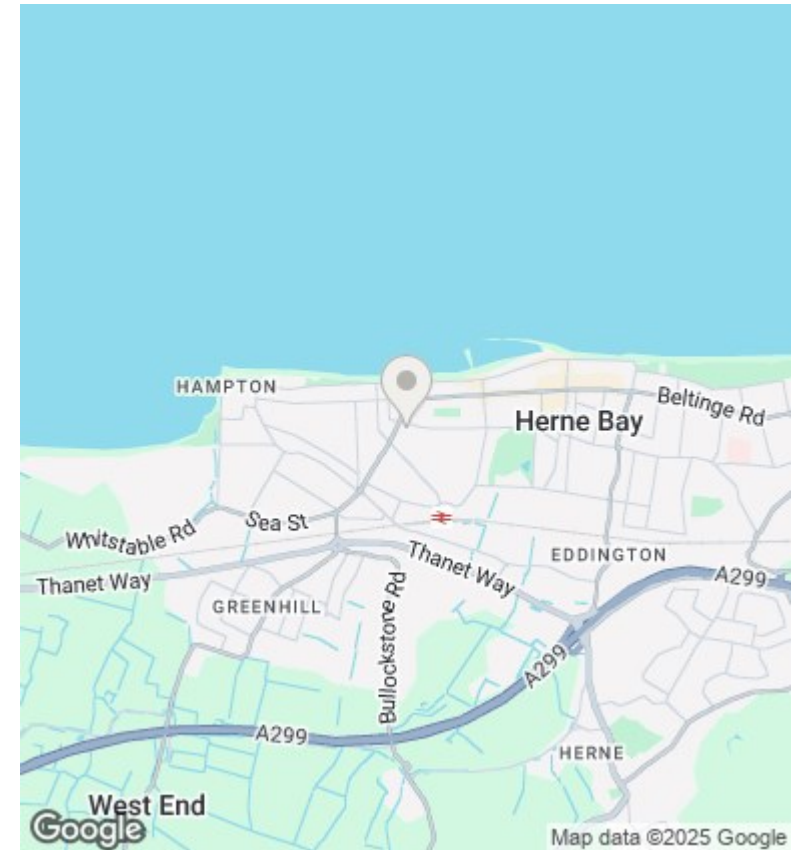 HAMPTON
Beltinge Rd
Herne Bay
Sea St
Whitstable Rd
Thanet Way
EDDINGTON
Thanet Way
A299
GREENHILL
Bullockstone Rd
A299
A299
HERNE
West End
Google
Map data ©2025 Google